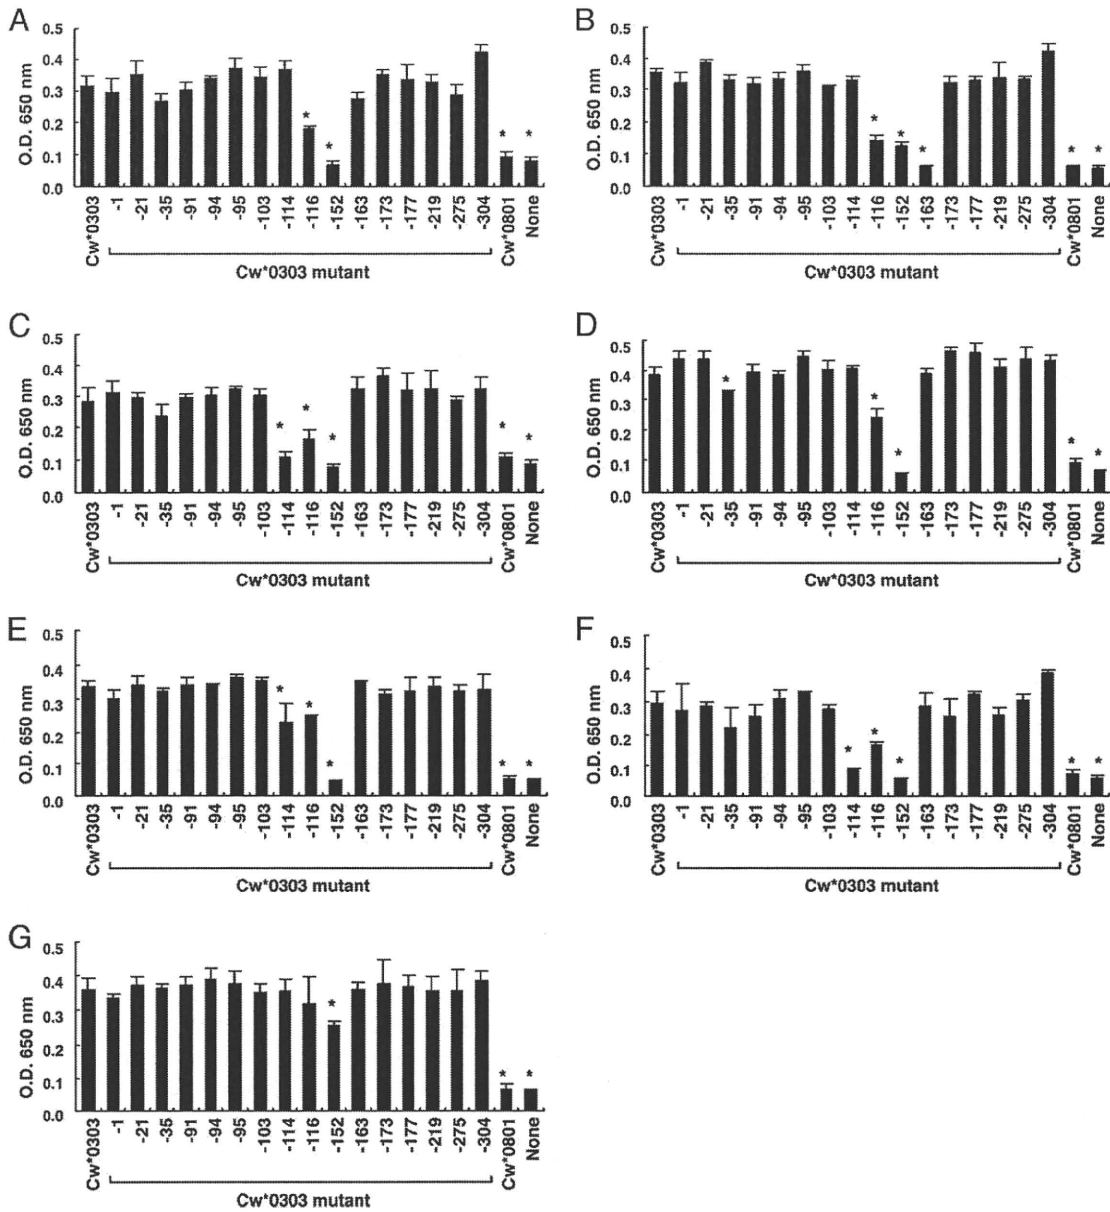 A
0.5
0.4
0.3
0.2
0.1
0.0
O.D. 650 nm
* * * *
Cw*0303 -1 -21 -35 -91 -94 -95 -103 -114 -116 -152 -163 -173 -177 -219 -275 -304 Cw*0801 None
Cw*0303 mutant
B
0.5
0.4
0.3
0.2
0.1
0.0
O.D. 650 nm
* * * * *
Cw*0303 -1 -21 -35 -91 -94 -95 -103 -114 -116 -152 -163 -173 -177 -219 -275 -304 Cw*0801 None
Cw*0303 mutant
C
0.5
0.4
0.3
0.2
0.1
0.0
O.D. 650 nm
* * * * *
Cw*0303 -1 -21 -35 -91 -94 -95 -103 -114 -116 -152 -163 -173 -177 -219 -275 -304 Cw*0801 None
Cw*0303 mutant
D
0.5
0.4
0.3
0.2
0.1
0.0
O.D. 650 nm
* * * * *
Cw*0303 -1 -21 -35 -91 -94 -95 -103 -114 -116 -152 -163 -173 -177 -219 -275 -304 Cw*0801 None
Cw*0303 mutant
E
0.5
0.4
0.3
0.2
0.1
0.0
O.D. 650 nm
* * * * *
Cw*0303 -1 -21 -35 -91 -94 -95 -103 -114 -116 -152 -163 -173 -177 -219 -275 -304 Cw*0801 None
Cw*0303 mutant
F
0.5
0.4
0.3
0.2
0.1
0.0
O.D. 650 nm
* * * * *
Cw*0303 -1 -21 -35 -91 -94 -95 -103 -114 -116 -152 -163 -173 -177 -219 -275 -304 Cw*0801 None
Cw*0303 mutant
G
0.5
0.4
0.3
0.2
0.1
0.0
O.D. 650 nm
* * *
Cw*0303 -1 -21 -35 -91 -94 -95 -103 -114 -116 -152 -163 -173 -177 -219 -275 -304 Cw*0801 None
Cw*0303 mutant